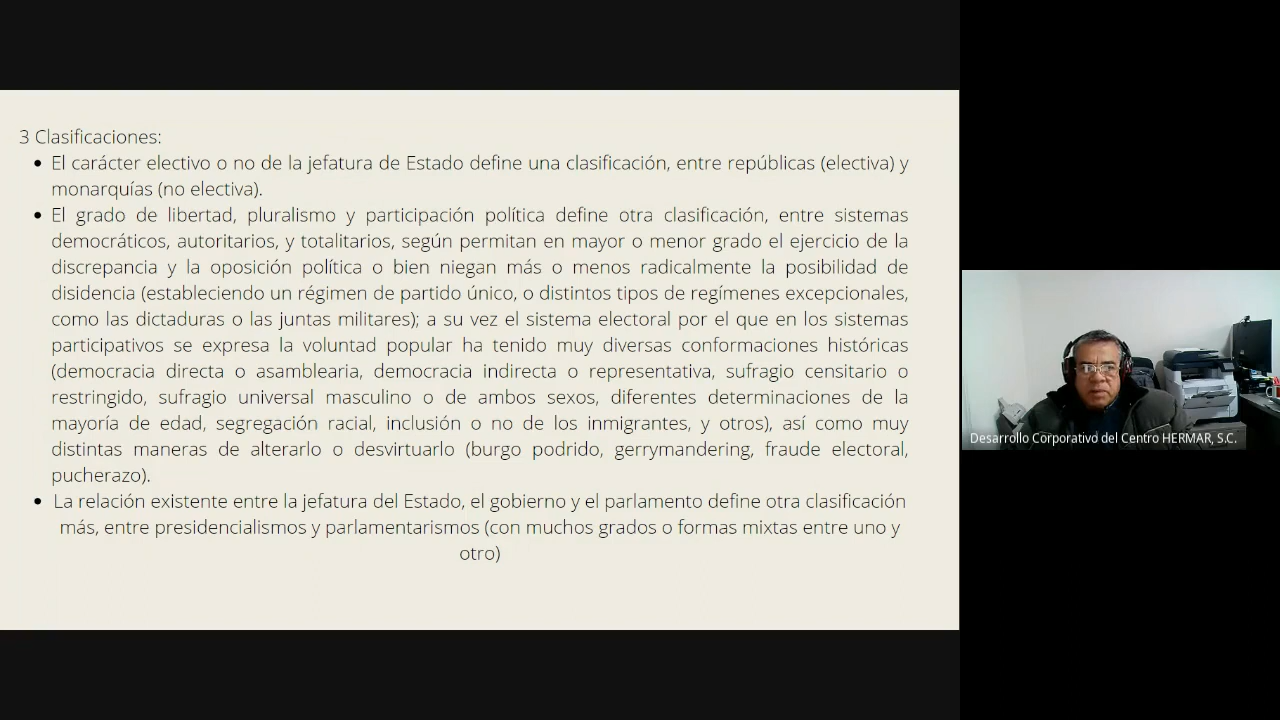 3 Clasificaciones:
• El carácter electivo o no de la jefatura de Estado define una clasificación, entre repúblicas (electiva) y
monarquías (no electiva).
• El grado de libertad, pluralismo y participación política define otra clasificación, entre sistemas
democráticos, autoritarios, y totalitarios, según permitan en mayor o menor grado el ejercicio de la
discrepancia y la oposición política o bien niegan más o menos radicalmente la posibilidad de
disidencia (estableciendo un régimen de partido único, o distintos tipos de regímenes excepcionales,
como las dictaduras o las juntas militares); a su vez el sistema electoral por el que en los sistemas
participativos se expresa la voluntad popular ha tenido muy diversas conformaciones históricas
(democracia directa o asamblearia, democracia indirecta o representativa, sufragio censitario o
restringido, sufragio universal masculino o de ambos sexos, diferentes determinaciones de la
mayoría de edad, segregación racial, inclusión o no de los inmigrantes, y otros), así como muy
distintas maneras de alterarlo o desvirtuarlo (burgo podrido, gerrymandering, fraude electoral,
pucherazo).
• La relación existente entre la jefatura del Estado, el gobierno y el parlamento define otra clasificación
más, entre presidencialismos y parlamentarismos (con muchos grados o formas mixtas entre uno y
otro)
Desarrollo Corporativo del Centro HERMAR, S.C.